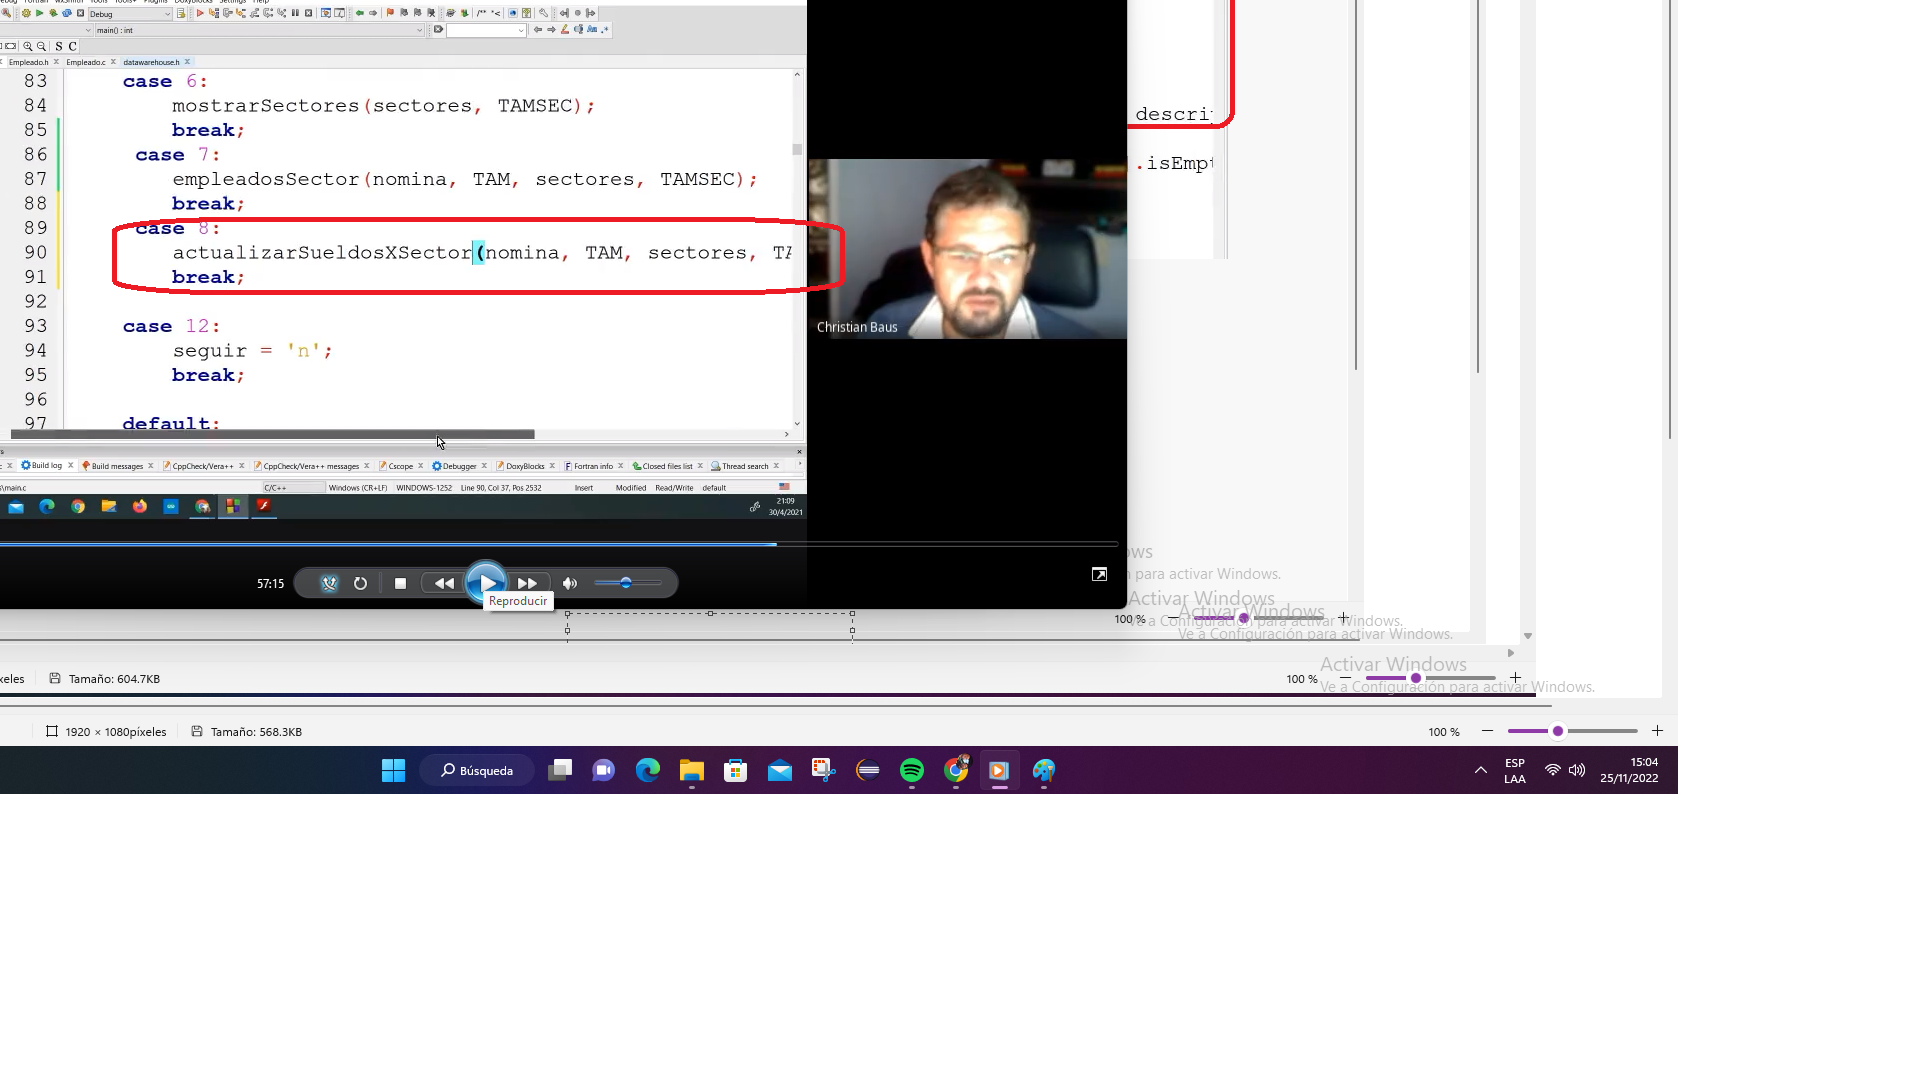 Debug
main() : int
S C
Empleado.h
Empleado.c
datawarehouse.h
83 case 6:
84 mostrarSectores(sectores, TAMSEC);
85 break;
86 case 7:
87 empleadosSector(nomina, TAM, sectores, TAMSEC);
88 break;
89 case 8:
90 actualizarSueldosXSector(nomina, TAM, sectores, TA
91 break;
92
93 case 12:
94 seguir = 'n';
95 break;
96
97 default:
descri
.isEmpt
Christian Baus
Build log
Build messages
CppCheck/Vera++
CppCheck/Vera++ messages
Cscope
Debugger
DoxyBlocks
Fortran info
Closed files list
Thread search
\main.c
C/C++
Windows (CR+LF)
WINDOWS-1252
Line 90, Col 37, Pos 2532
Insert
Modified
Read/Write
default
21:09
30/4/2021
57:15
Reproducir
ows
n para activar Windows.
Activar Windows
Ve a Configuración para activar Windows.
Activar Windows
Ve a Configuración para activar Windows.
100 %
Activar Windows
Ve a Configuración para activar Windows.
xeles
Tamaño: 604.7KB
100 %
1920 × 1080píxeles
Tamaño: 568.3KB
100 %
Búsqueda
ESP
LAA
15:04
25/11/2022